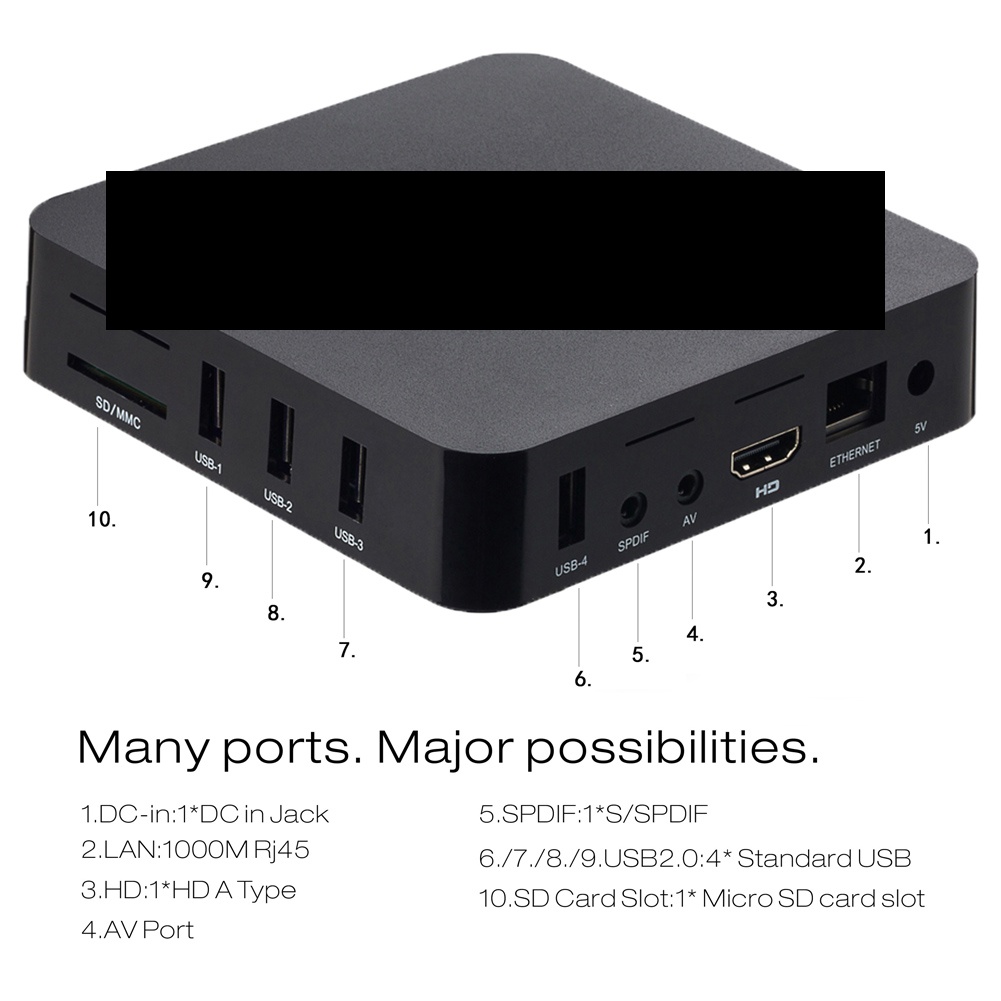 SD/MMC
USB-1
USB-2
USB-3
USB-4
SPDIF
AV
HD
ETHERNET
5V
10.
9.
8.
7.
6.
5.
4.
3.
2.
1.
Many ports. Major possibilities.
1.DC-in:1*DC in Jack
2.LAN:1000M Rj45
3.HD:1*HD A Type
4.AV Port
5.SPDIF:1*S/SPDIF
6./7./8./9.USB2.0:4* Standard USB
10.SD Card Slot:1* Micro SD card slot